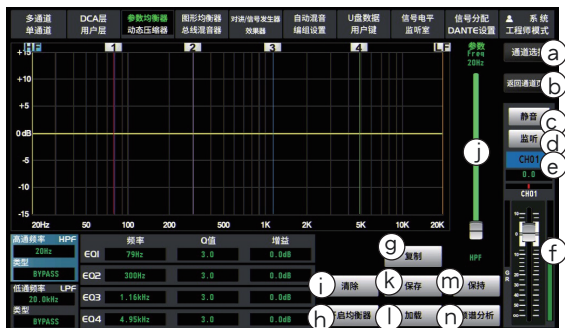 多通道 DCA层 参数均衡器 图形均衡器 对讲/信号发生器 自动混音 U盘数据 信号电平 信号分配 系统
单通道 用户层 动态压缩器 总线混音器 效果器 编组设置 用户键 监听室 DANTE设置 工程师模式
HF 1 2 3 4 LF
参数
Freq
20Hz
+15
+10
+5
0dB
-5
-10
-15
20Hz 50 100 200 500 1K 2K 5K 10K 20K
j
HPF
通道选 a
返回通道 b
静音 c
监听 d
CH01 e
0.0
CH01
f
高通频率 HPF
20Hz
类型
BYPASS
低通频率 LPF
20.0kHz
类型
BYPASS
频率 Q值 增益
EQ1 79Hz 3.0 0.0dB
EQ2 300Hz 3.0 0.0dB
EQ3 1.16kHz 3.0 0.0dB
EQ4 4.95kHz 3.0 0.0dB
g 复制
i 清除 k 保存 m 保持
h 启均衡器 l 加载 n 谱分析